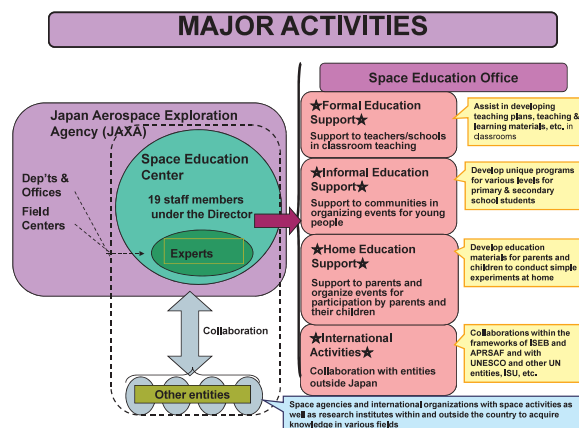 MAJOR ACTIVITIES
Japan Aerospace Exploration
Agency (JAXA)
Space Education
Center
19 staff members
under the Director
Dep'ts &
Offices
Field
Centers
Experts
Collaboration
Other entities
Space Education Office
★Formal Education
Support★
Support to teachers/schools
in classroom teaching
Assist in developing
teaching plans, teaching &
learning materials, etc. in
classrooms
★Informal Education
Support★
Support to communities in
organizing events for young
people
Develop unique programs for
various levels for
primary & secondary
school students
★Home Education
Support★
Support to parents and
organize events for
participation by parents and
their children
Develop education
materials for parents and
children to conduct simple
experiments at home
★International
Activities★
Collaboration with entities
outside Japan
Collaborations within the
frameworks of ISEB and
APRSAF and with
UNESCO and other UN
entities, ISU, etc.
Space agencies and international organizations with space activities as
well as research institutes within and outside the country to acquire
knowledge in various fields